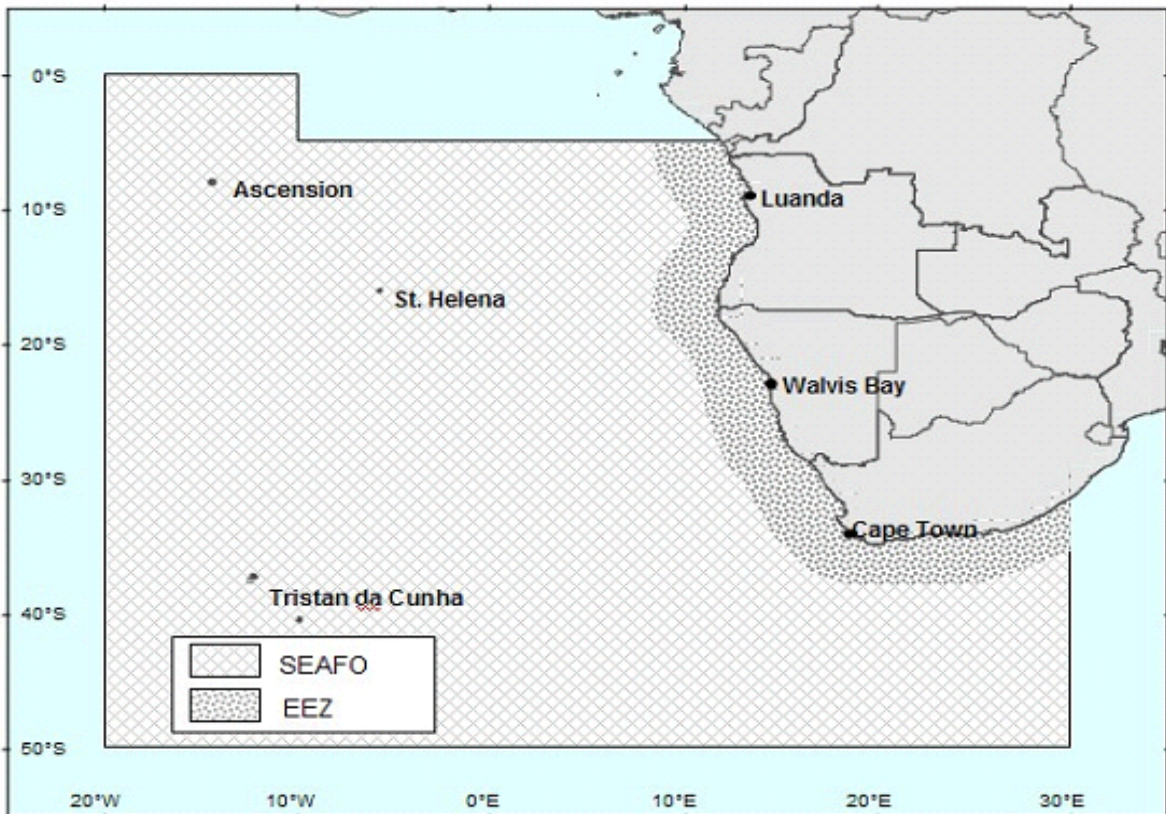 0°S
Ascension
Luanda
10°S
St. Helena
20°S
Walvis Bay
30°S
Cape Town
Tristan da Cunha
40°S
SEAFO
EEZ
50°S
20°W 10°W 0°E 10°E 20°E 30°E